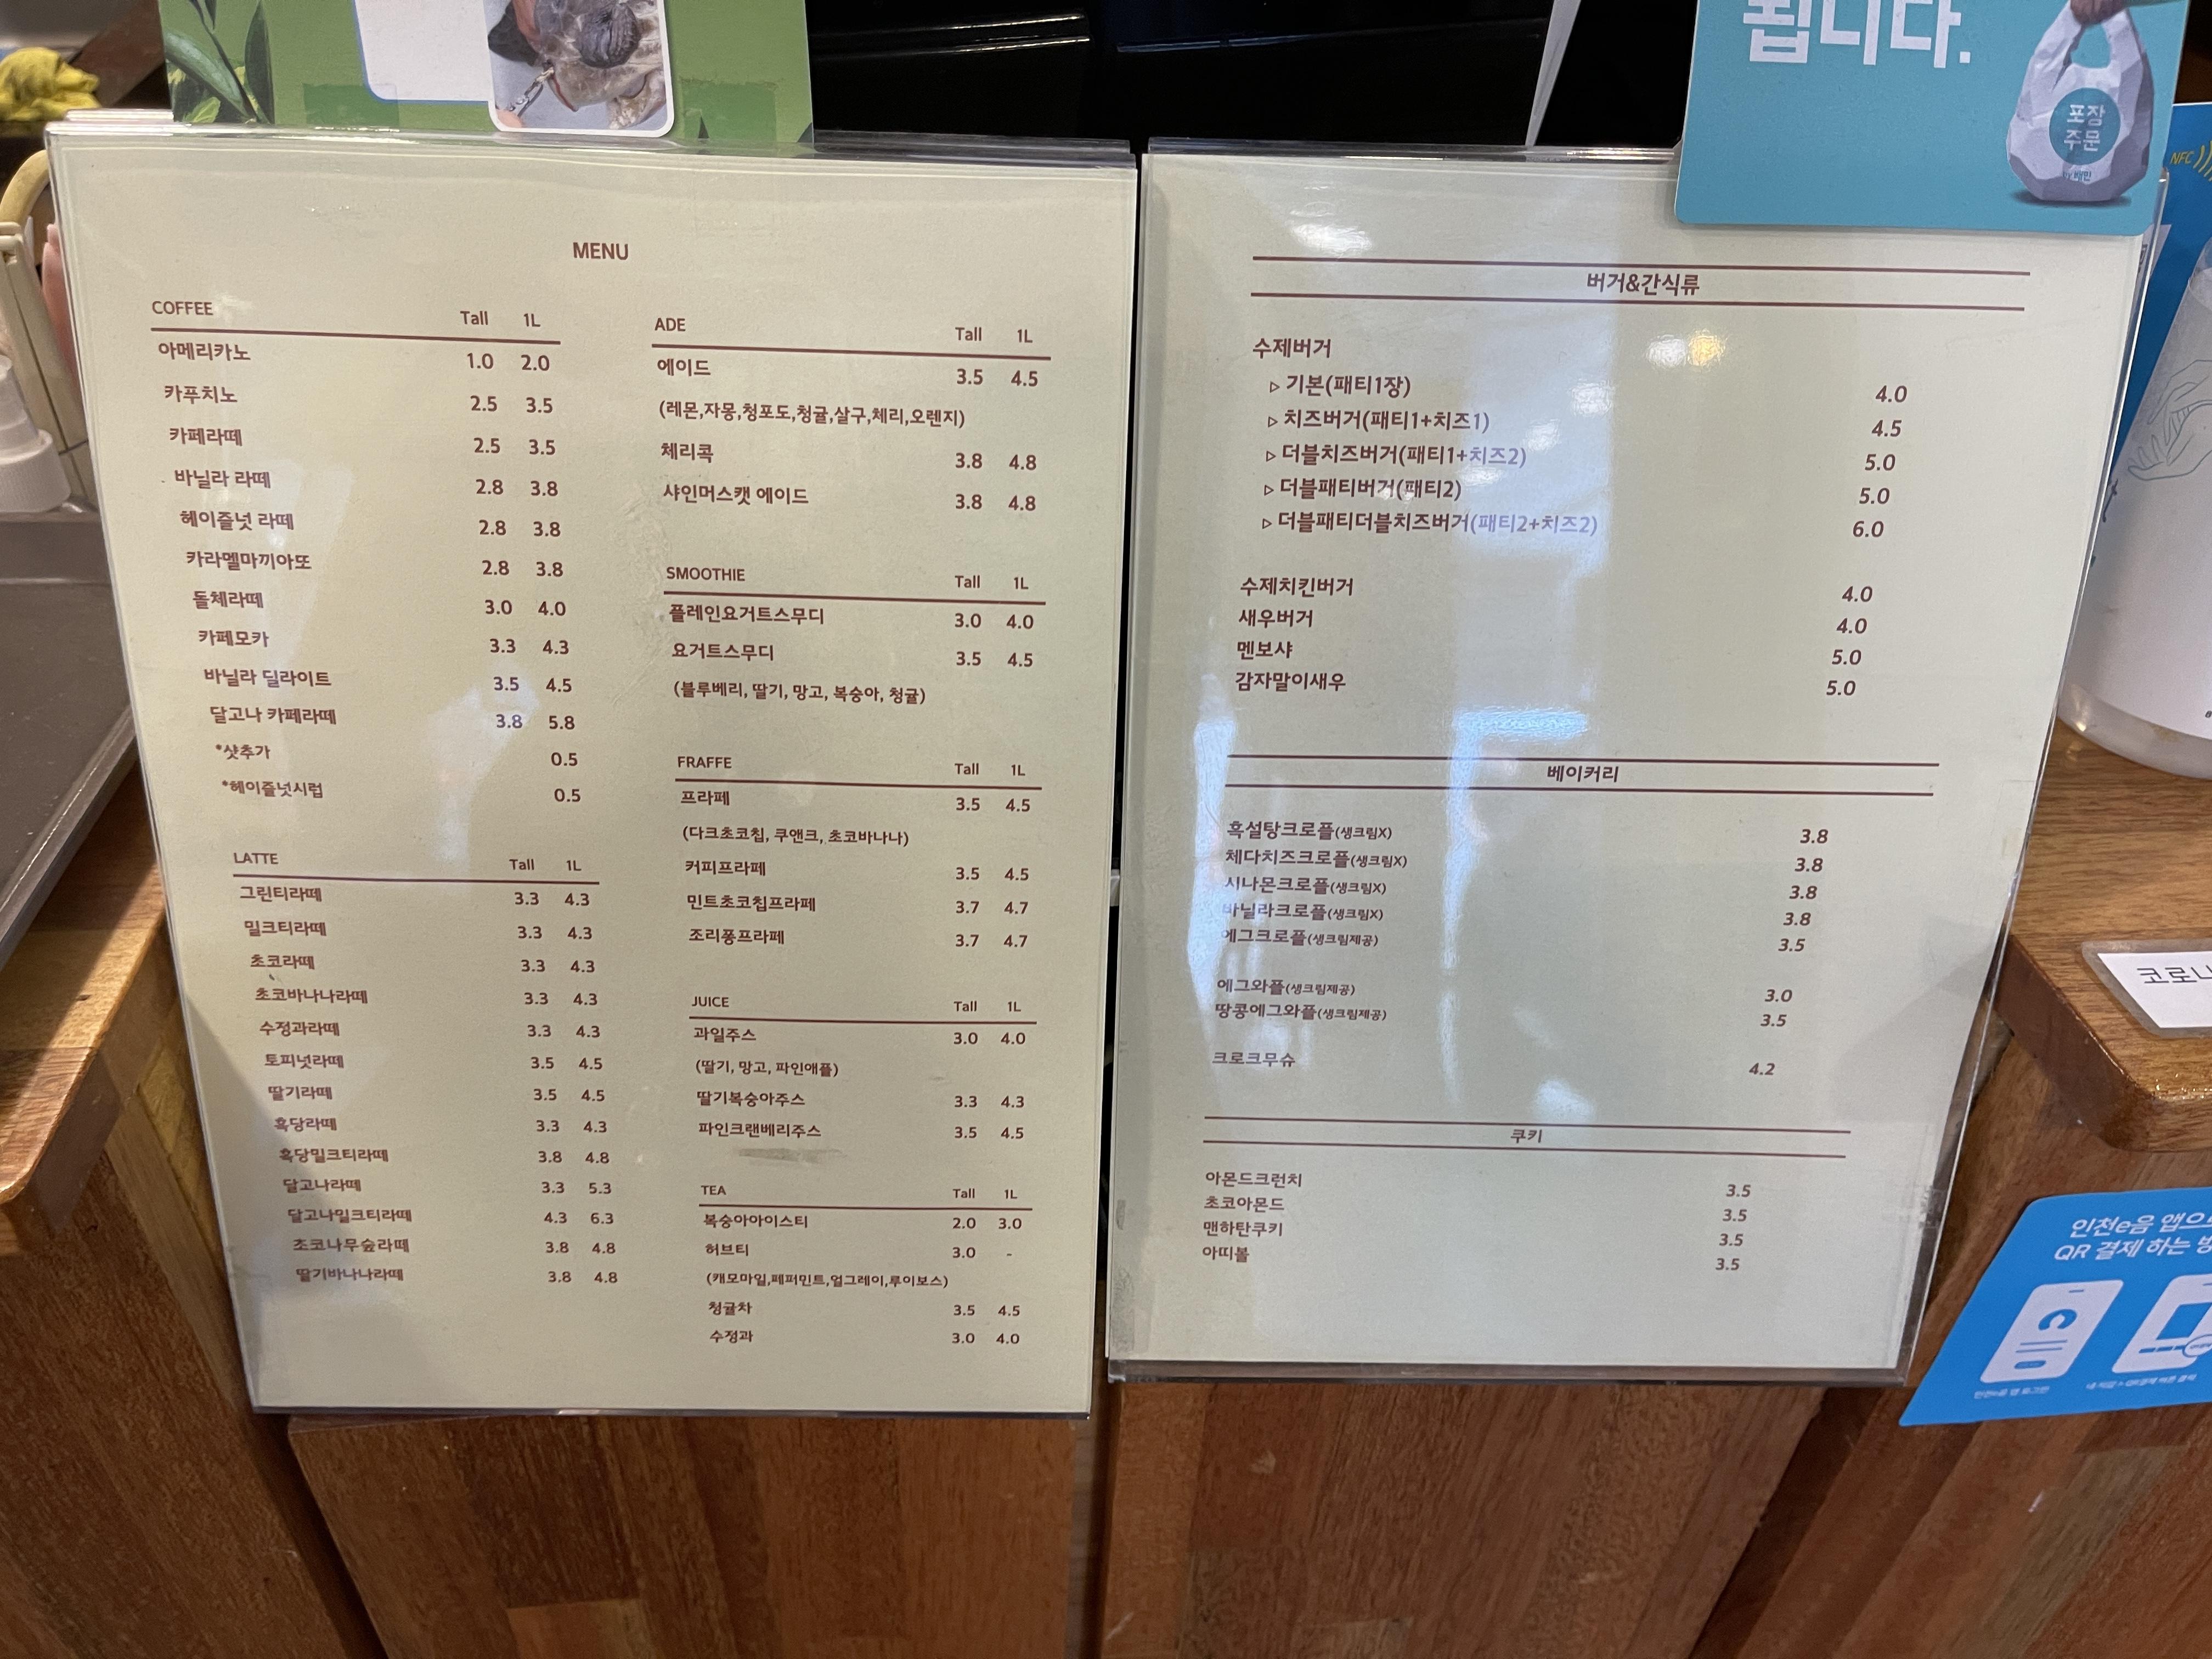 됩니다.
포장
주문
by 배민
NFC
MENU
COFFEE Tall 1L
아메리카노 1.0 2.0
카푸치노 2.5 3.5
카페라떼 2.5 3.5
바닐라 라떼 2.8 3.8
헤이즐넛 라떼 2.8 3.8
카라멜마끼아또 2.8 3.8
돌체라떼 3.0 4.0
카페모카 3.3 4.3
바닐라 딜라이트 3.5 4.5
달고나 카페라떼 3.8 5.8
*샷추가 0.5
*헤이즐넛시럽 0.5
LATTE Tall 1L
그린티라떼 3.3 4.3
밀크티라떼 3.3 4.3
초코라떼 3.3 4.3
초코바나나라떼 3.3 4.3
수정과라떼 3.3 4.3
토피넛라떼 3.5 4.5
딸기라떼 3.5 4.5
흑당라떼 3.3 4.3
흑당밀크티라떼 3.8 4.8
달고나라떼 3.3 5.3
달고나밀크티라떼 4.3 6.3
초코나무숲라떼 3.8 4.8
딸기바나나라떼 3.8 4.8
ADE Tall 1L
에이드 3.5 4.5
(레몬,자몽,청포도,청귤,살구,체리,오렌지)
체리콕 3.8 4.8
샤인머스캣 에이드 3.8 4.8
SMOOTHIE Tall 1L
플레인요거트스무디 3.0 4.0
요거트스무디 3.5 4.5
(블루베리, 딸기, 망고, 복숭아, 청귤)
FRAFFE Tall 1L
프라페 3.5 4.5
(다크초코칩, 쿠앤크, 초코바나나)
커피프라페 3.5 4.5
민트초코칩프라페 3.7 4.7
조리퐁프라페 3.7 4.7
JUICE Tall 1L
과일주스 3.0 4.0
(딸기, 망고, 파인애플)
딸기복숭아주스 3.3 4.3
파인크랜베리주스 3.5 4.5
TEA Tall 1L
복숭아아이스티 2.0 3.0
허브티 3.0 -
(캐모마일,페퍼민트,얼그레이,루이보스)
청귤차 3.5 4.5
수정과 3.0 4.0
버거&간식류
수제버거
▷ 기본(패티1장) 4.0
▷ 치즈버거(패티1+치즈1) 4.5
▷ 더블치즈버거(패티1+치즈2) 5.0
▷ 더블패티버거(패티2) 5.0
▷ 더블패티더블치즈버거(패티2+치즈2) 6.0
수제치킨버거 4.0
새우버거 4.0
멘보샤 5.0
감자말이새우 5.0
베이커리
흑설탕크로플(생크림X) 3.8
체다치즈크로플(생크림X) 3.8
시나몬크로플(생크림X) 3.8
바닐라크로플(생크림X) 3.8
에그크로플(생크림제공) 3.5
에그와플(생크림제공) 3.0
땅콩에그와플(생크림제공) 3.5
크로크무슈 4.2
쿠키
아몬드크런치 3.5
초코아몬드 3.5
맨하탄쿠키 3.5
아띠볼 3.5
코로나
인천e음 앱으
QR 결제 하는 방